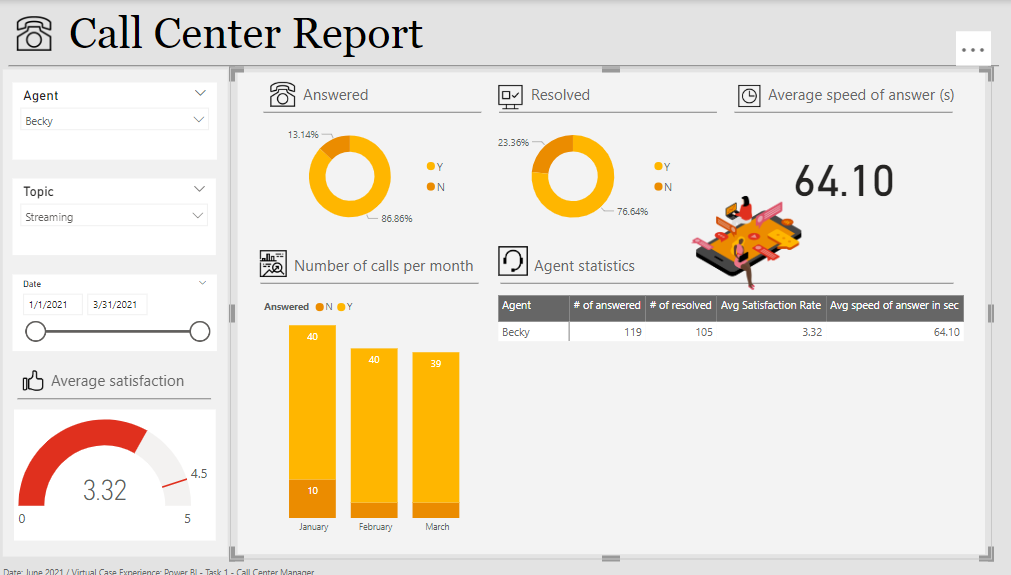 Call Center Report
...
Agent
Becky
Topic
Streaming
Date
1/1/2021 3/31/2021
Average satisfaction
3.32
4.5
0 5
Answered
13.14%
86.86%
Y
N
Resolved
23.36%
76.64%
Y
N
Average speed of answer (s)
64.10
Number of calls per month
Answered N Y
40 40 39
10
January February March
Agent statistics
Agent # of answered # of resolved Avg Satisfaction Rate Avg speed of answer in sec
Becky 119 105 3.32 64.10
Date: June 2021 / Virtual Case Experience: Power BI - Task 1 - Call Center Manager